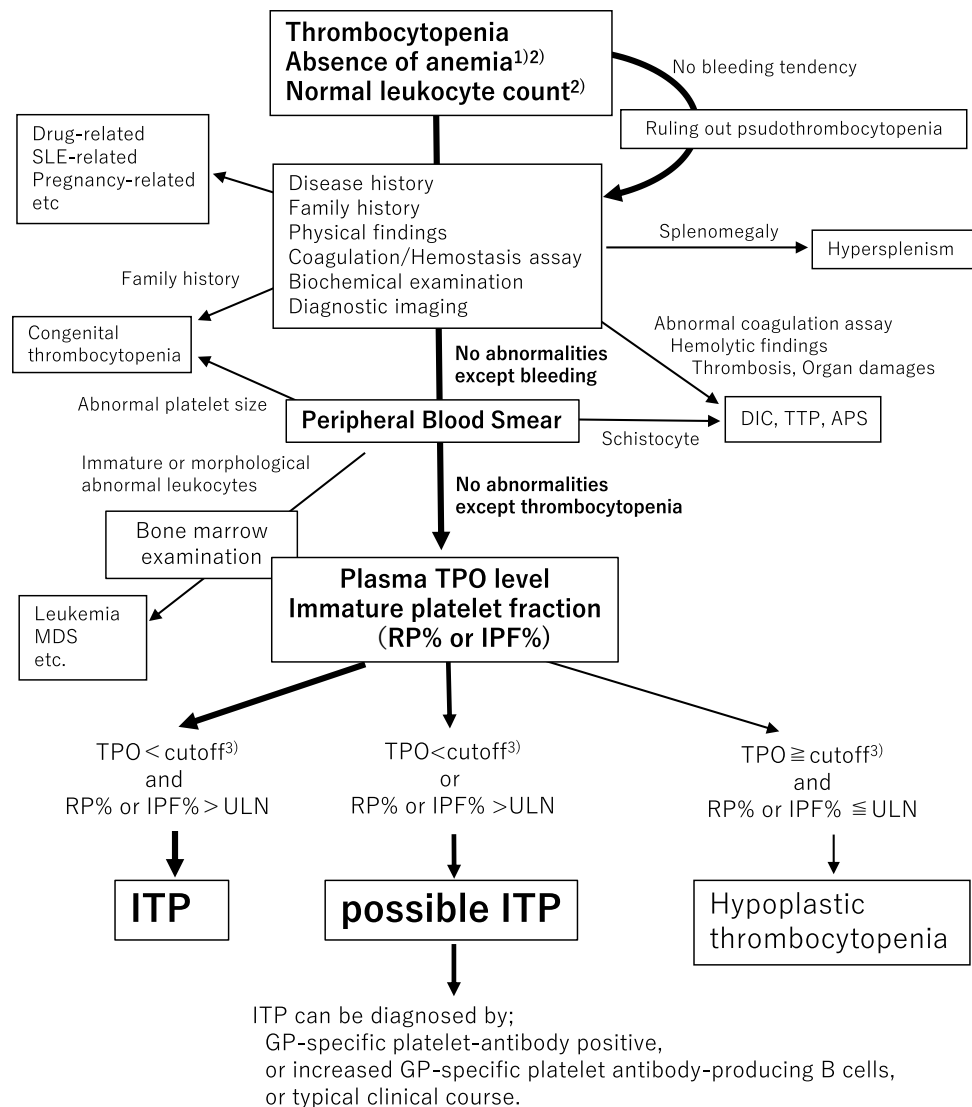 Thrombocytopenia
Absence of anemia1)2)
Normal leukocyte count2)
No bleeding tendency
Ruling out psudothrombocytopenia
Drug-related
SLE-related
Pregnancy-related
etc
Disease history
Family history
Physical findings
Coagulation/Hemostasis assay
Biochemical examination
Diagnostic imaging
Splenomegaly
Hypersplenism
Family history
Congenital
thrombocytopenia
Abnormal coagulation assay
Hemolytic findings
Thrombosis, Organ damages
No abnormalities
except bleeding
Abnormal platelet size
Peripheral Blood Smear
Schistocyte
DIC, TTP, APS
Immature or morphological
abnormal leukocytes
No abnormalities
except thrombocytopenia
Bone marrow
examination
Leukemia
MDS
etc.
Plasma TPO level
Immature platelet fraction
(RP% or IPF%)
TPO<cutoff3)
and
RP% or IPF%>ULN
TPO<cutoff3)
or
RP% or IPF% >ULN
TPO≧cutoff3)
and
RP% or IPF% ≦ULN
ITP
possible ITP
Hypoplastic
thrombocytopenia
ITP can be diagnosed by;
GP-specific platelet-antibody positive,
or increased GP-specific platelet antibody-producing B cells,
or typical clinical course.